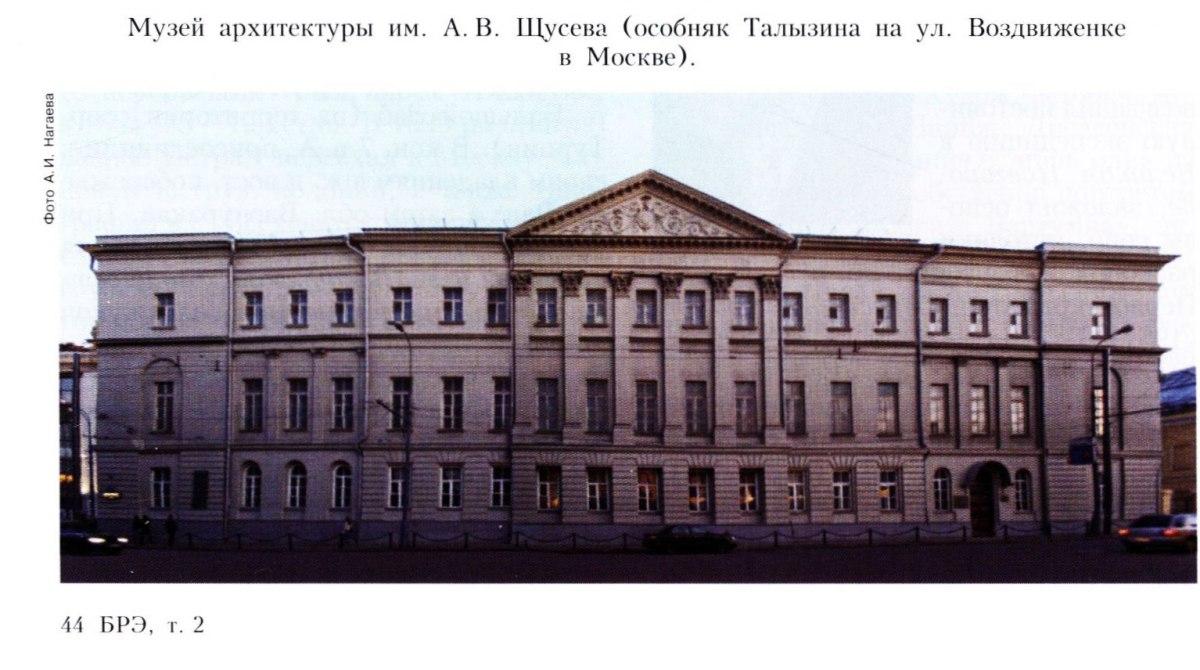 Музей архитектуры им. А. В. Щусева (особняк Талызина на ул. Воздвиженке
в Москве).
Фото А. И. Нагаева
44 БРЭ, т. 2